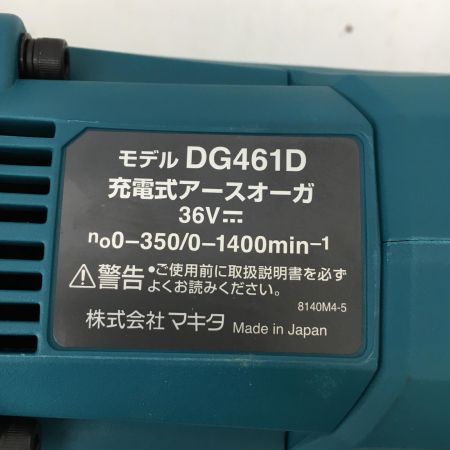 モデル DG461D
充電式アースオーガ
36V⎓
n₀0-350/0-1400min⁻¹
⚠警告 •ご使用前に取扱説明書を必ず
よくお読みください。
8140M4-5
株式会社 マキタ Made in Japan